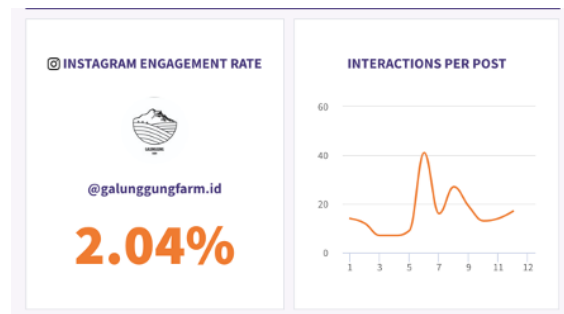 INSTAGRAM ENGAGEMENT RATE
@galunggungfarm.id
2.04%
INTERACTIONS PER POST
60
40
20
0
1 3 5 7 9 11 12